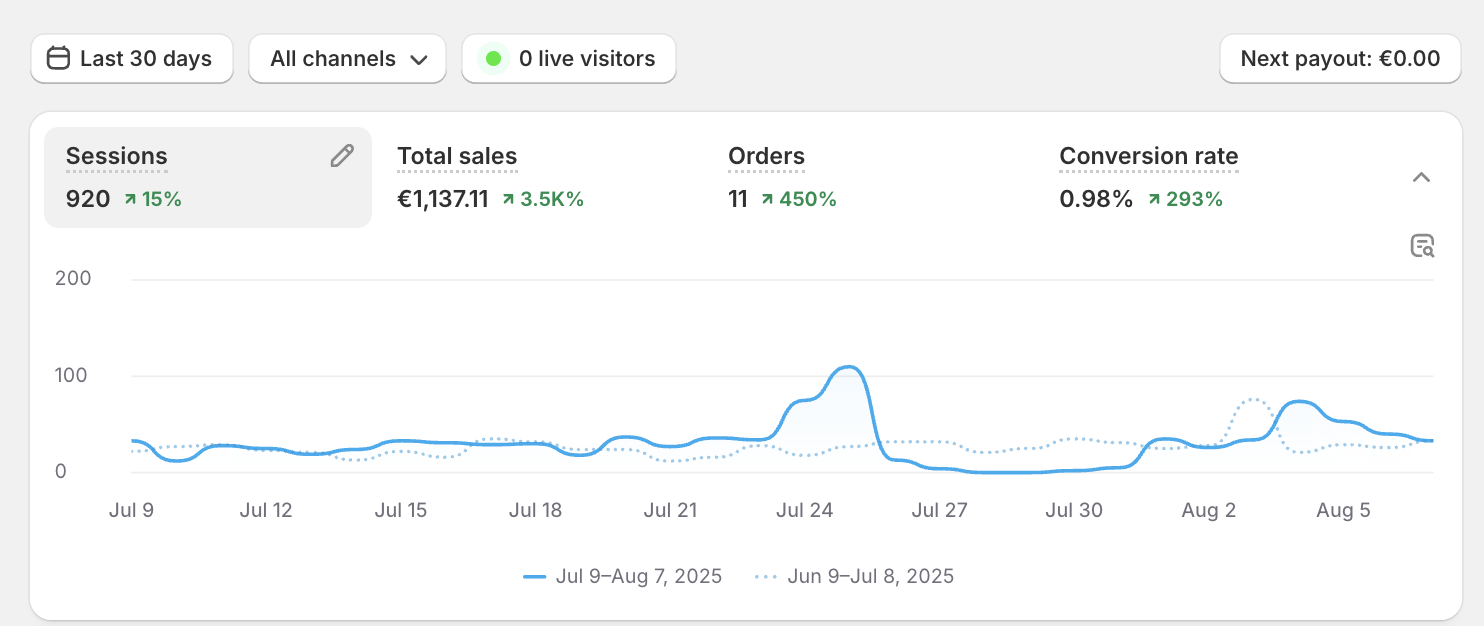 Last 30 days All channels 0 live visitors Next payout: €0.00
Sessions Total sales Orders Conversion rate
920 15% €1,137.11 3.5K% 11 450% 0.98% 293%
200
100
0
Jul 9 Jul 12 Jul 15 Jul 18 Jul 21 Jul 24 Jul 27 Jul 30 Aug 2 Aug 5
Jul 9–Aug 7, 2025 Jun 9–Jul 8, 2025